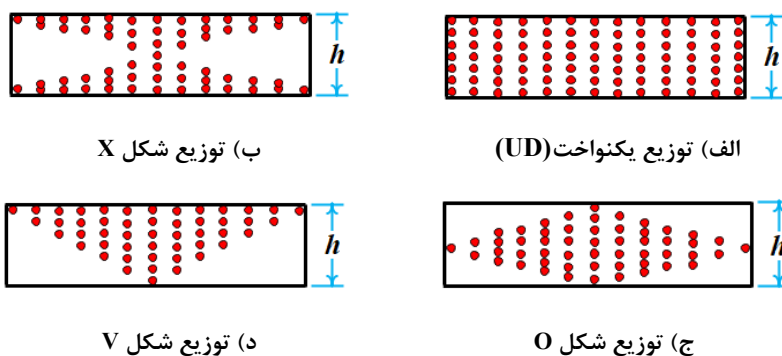 h
h
الف) توزیع یکنواخت(UD)
ب) توزیع شکل X
h
h
ج) توزیع شکل O
د) توزیع شکل V